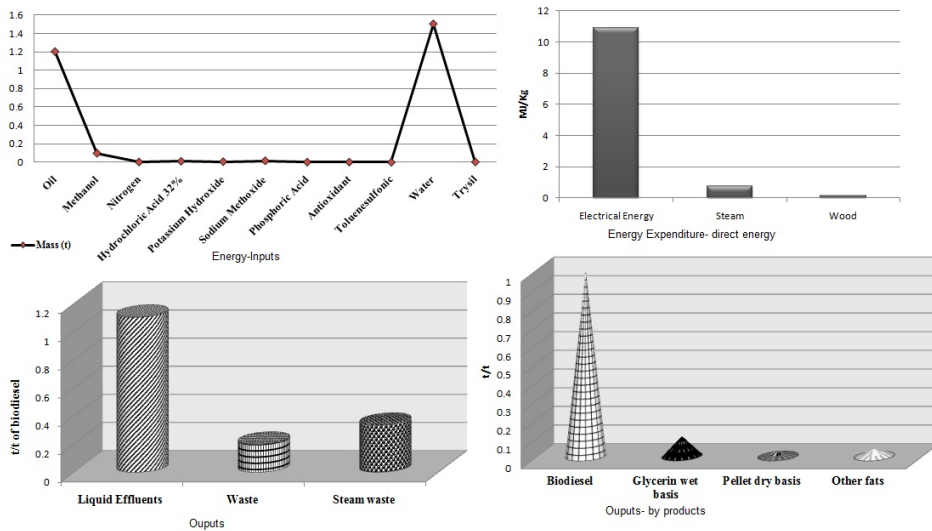 1.6
1.4
1.2
1
0.8
0.6
0.4
0.2
0
Oil
Methanol
Nitrogen
Hydrochloric Acid 32%
Potassium Hydroxide
Sodium Methoxide
Phosphoric Acid
Antioxidant
Toluenesulfonic
Water
Trysil
Mass (t)
Energy-Inputs
MJ/Kg
12
10
8
6
4
2
0
Electrical Energy
Steam
Wood
Energy Expenditure- direct energy
t/t of biodiesel
1.2
1
0.8
0.6
0.4
0.2
0
Liquid Effluents
Waste
Steam waste
Ouputs
t/t
1
0.9
0.8
0.7
0.6
0.5
0.4
0.3
0.2
0.1
0
Biodiesel
Glycerin wet
basis
Pellet dry basis
Other fats
Ouputs- by products